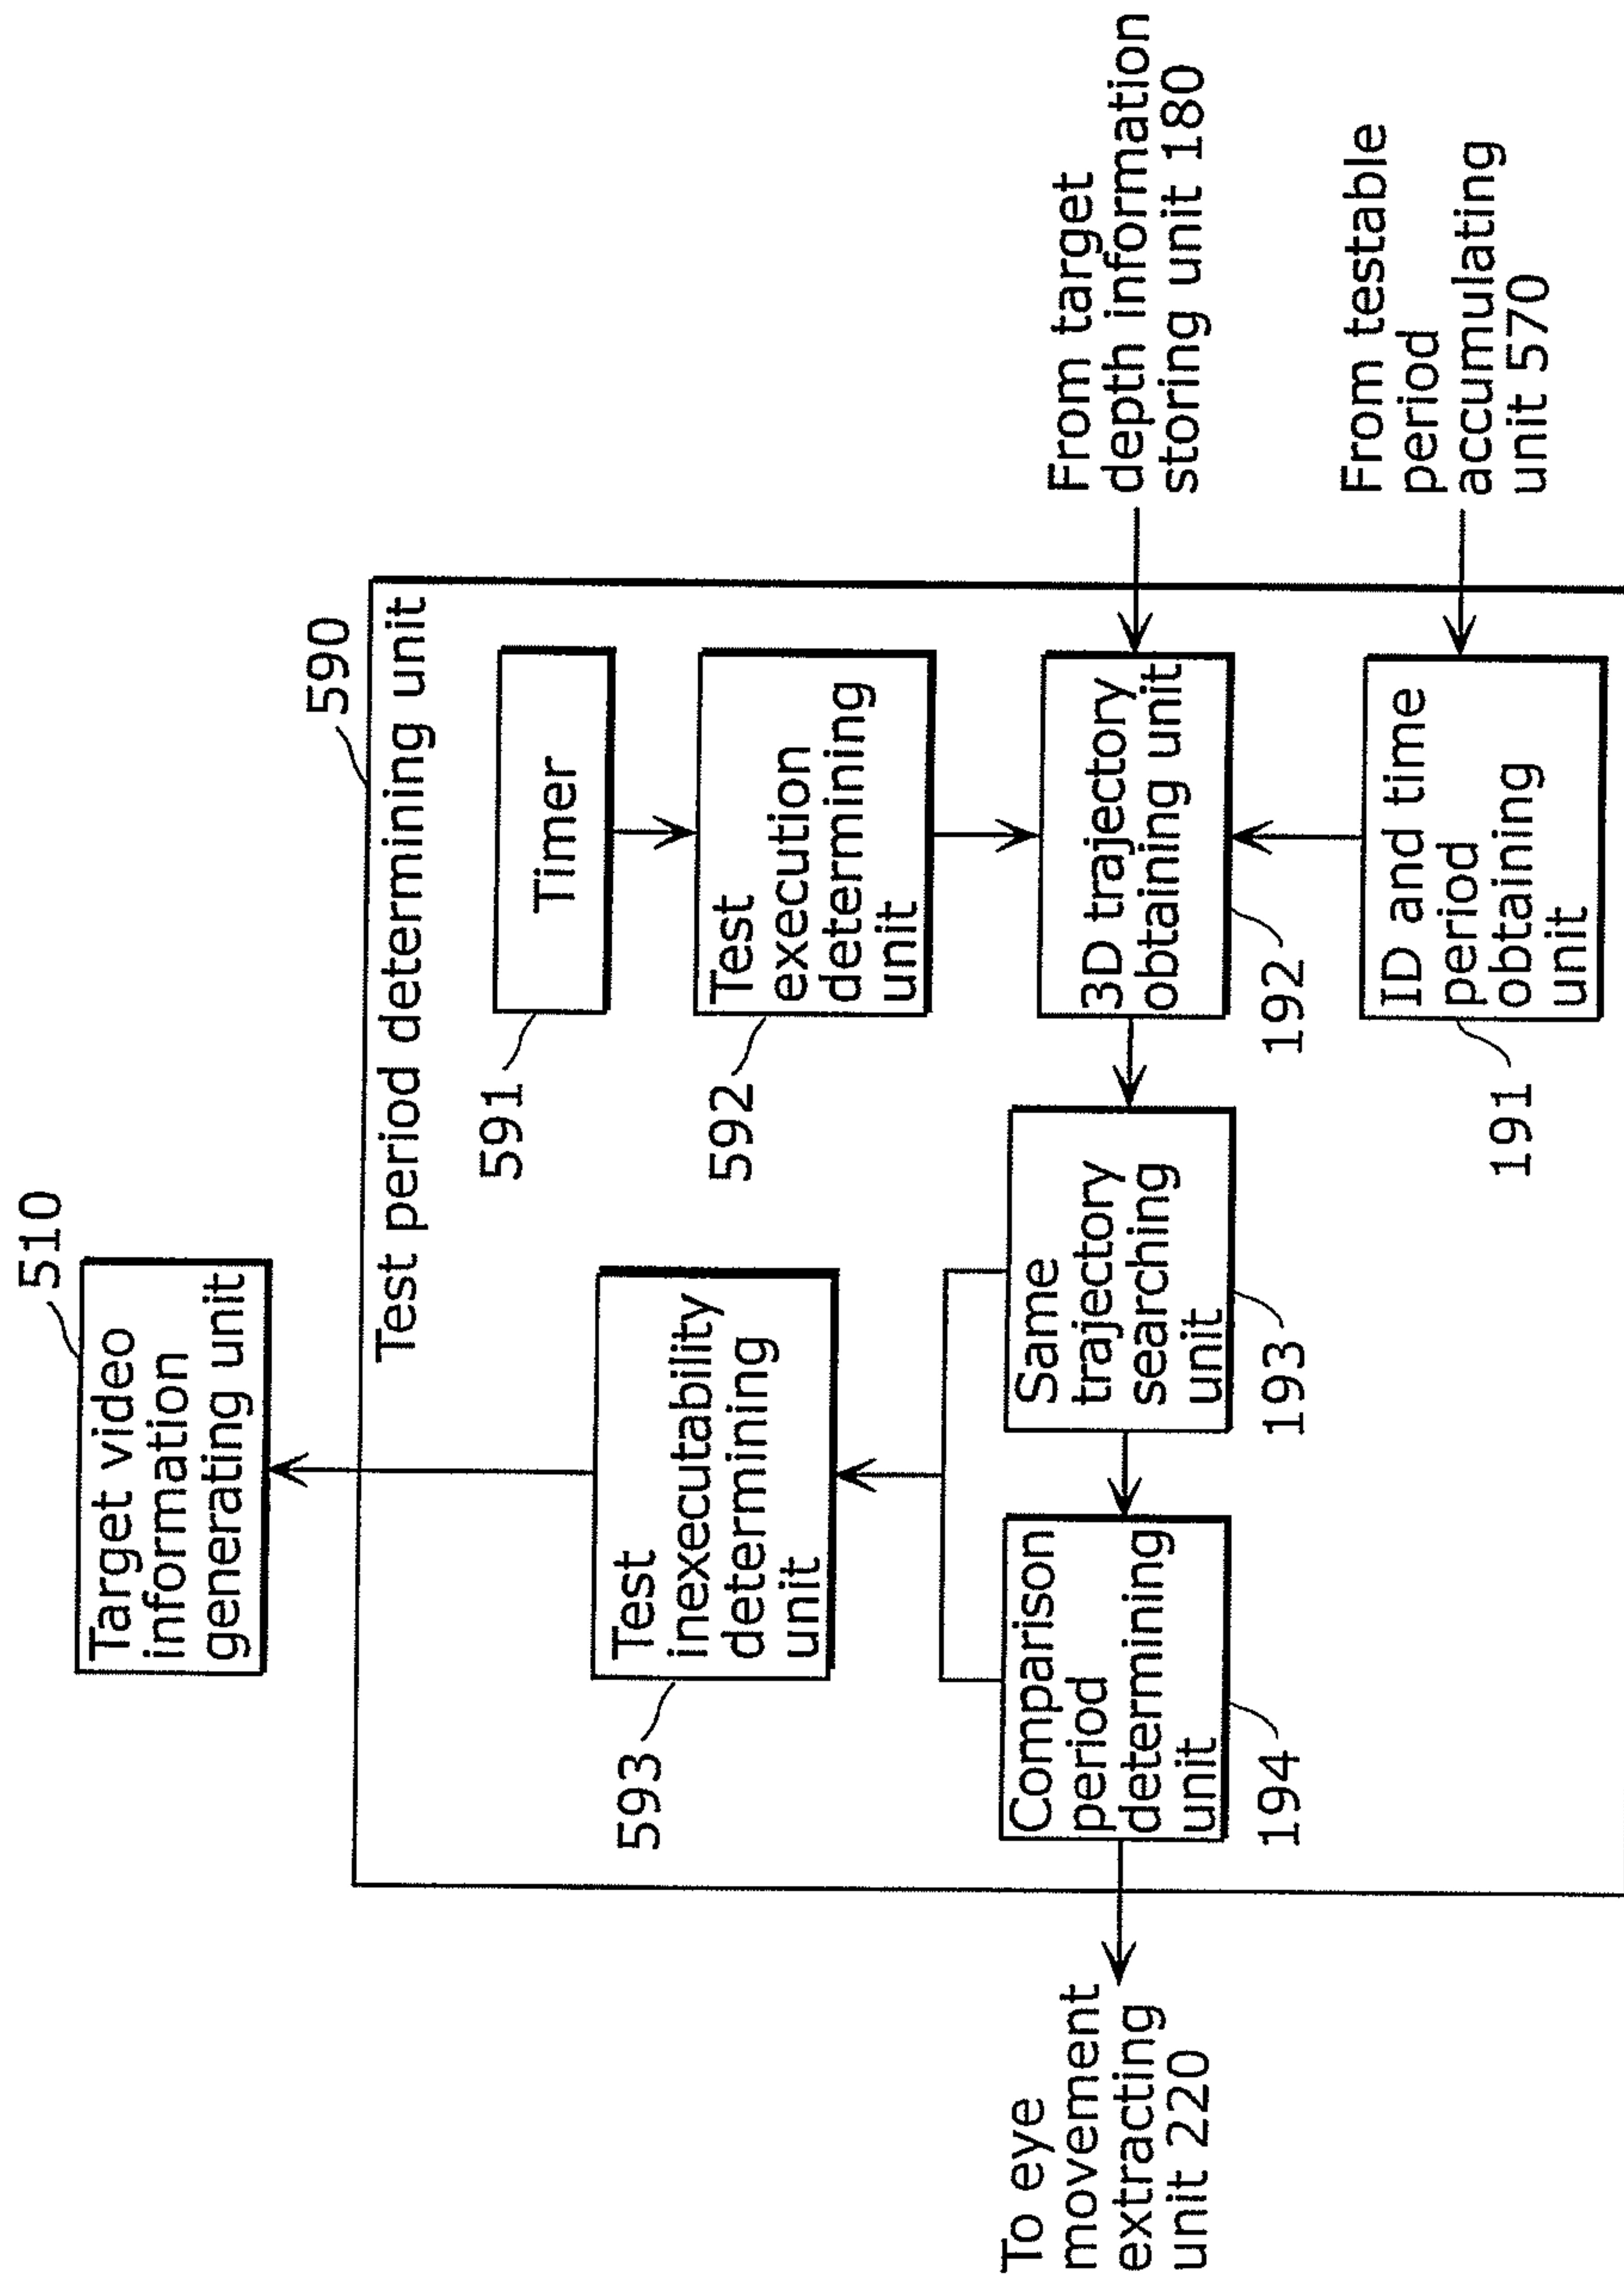 510
Target video
information
generating unit
590
Test period determining unit
591
Timer
592
Test
execution
determining
unit
593
Test
inexecutability
determining
unit
From target
depth information
storing unit 180
3D trajectory
obtaining unit
192
Same
trajectory
searching
unit
193
Comparison
period
determining
unit
194
To eye
movement
extracting
unit 220
From testable
period
accumulating
unit 570
ID and time
period
obtaining
unit
191